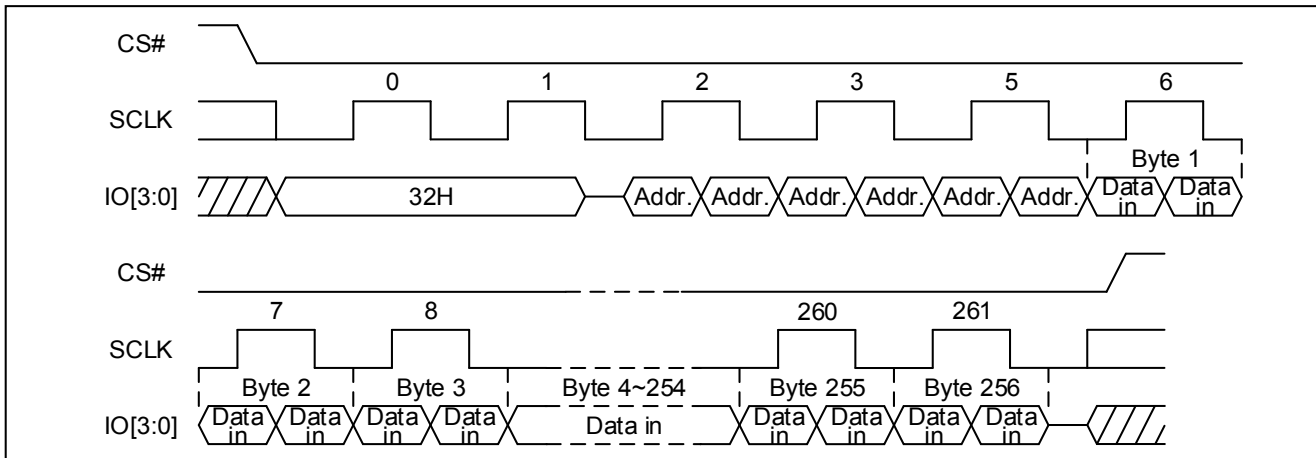 CS#
0 1 2 3 5 6
SCLK
Byte 1
IO[3:0] 32H Addr. Addr. Addr. Addr. Addr. Addr. Data in Data in
CS#
7 8 260 261
SCLK
Byte 2 Byte 3 Byte 4~254 Byte 255 Byte 256
IO[3:0] Data in Data in Data in Data in Data in Data in Data in Data in Data in